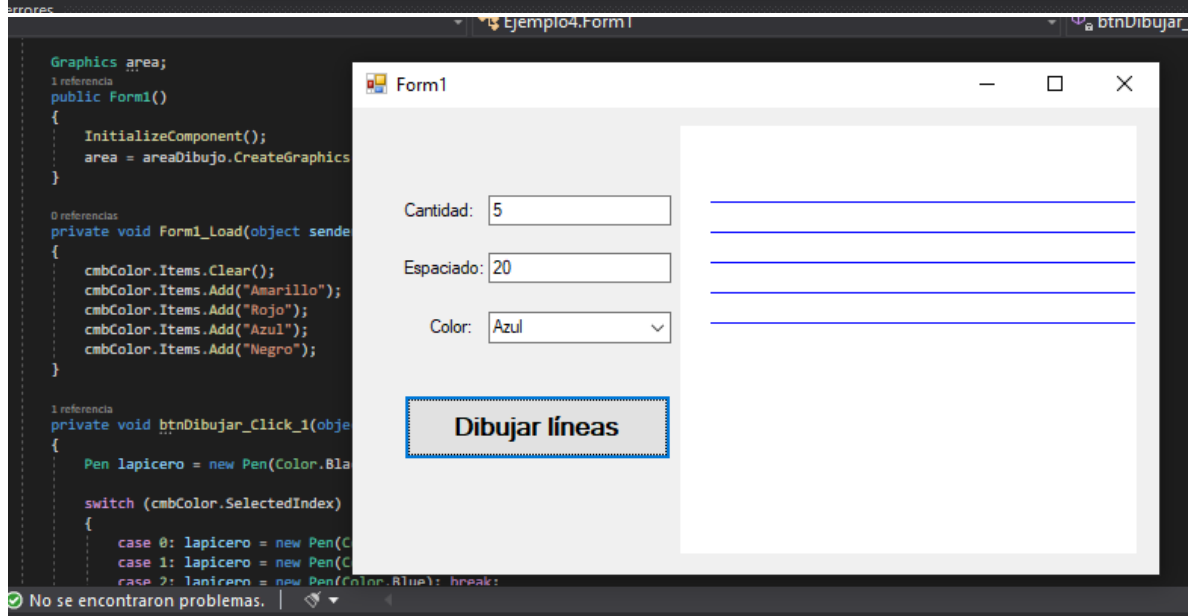 errores
Ejemplo4.Form1
btnDibujar_
Graphics area;
1 referencia
public Form1()
{
InitializeComponent();
area = areaDibujo.CreateGraphics
}
0 referencias
private void Form1_Load(object sende
{
cmbColor.Items.Clear();
cmbColor.Items.Add("Amarillo");
cmbColor.Items.Add("Rojo");
cmbColor.Items.Add("Azul");
cmbColor.Items.Add("Negro");
}
1 referencia
private void btnDibujar_Click_1(obje
{
Pen lapicero = new Pen(Color.Bla
switch (cmbColor.SelectedIndex)
{
case 0: lapicero = new Pen(C
case 1: lapicero = new Pen(C
case 2: lapicero = new Pen(Color.Blue); break;
Form1
Cantidad: 5
Espaciado: 20
Color: Azul
Dibujar líneas
No se encontraron problemas.